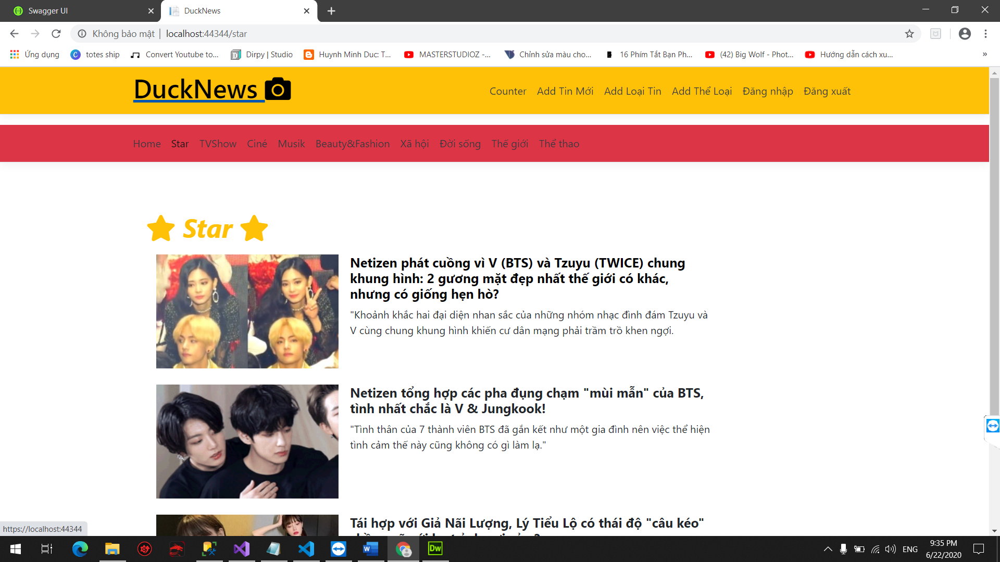 Swagger UI
DuckNews
Không bảo mật | localhost:44344/star
Ứng dụng
totes ship
Convert Youtube to...
Dirpy | Studio
Huynh Minh Duc: T...
MASTERSTUDIOZ -...
Chỉnh sửa màu cho...
16 Phím Tắt Bạn Ph...
(42) Big Wolf - Phot...
Hướng dẫn cách xu...
»
DuckNews
Counter
Add Tin Mới
Add Loại Tin
Add Thể Loại
Đăng nhập
Đăng xuất
Home
Star
TVShow
Ciné
Musik
Beauty&Fashion
Xã hội
Đời sống
Thế giới
Thể thao
Star
Netizen phát cuồng vì V (BTS) và Tzuyu (TWICE) chung
khung hình: 2 gương mặt đẹp nhất thế giới có khác,
nhưng có giống hẹn hò?
"Khoảnh khắc hai đại diện nhan sắc của những nhóm nhạc đình đám Tzuyu và
V cùng chung khung hình khiến cư dân mạng phải trầm trồ khen ngợi.
Netizen tổng hợp các pha đụng chạm "mùi mẫn" của BTS,
tình nhất chắc là V & Jungkook!
"Tình thân của 7 thành viên BTS đã gắn kết như một gia đình nên việc thể hiện
tình cảm thế này cũng không có gì làm lạ."
Tái hợp với Giả Nãi Lượng, Lý Tiểu Lộ có thái độ "câu kéo"
https://localhost:44344
Dw
ENG
9:35 PM
6/22/2020